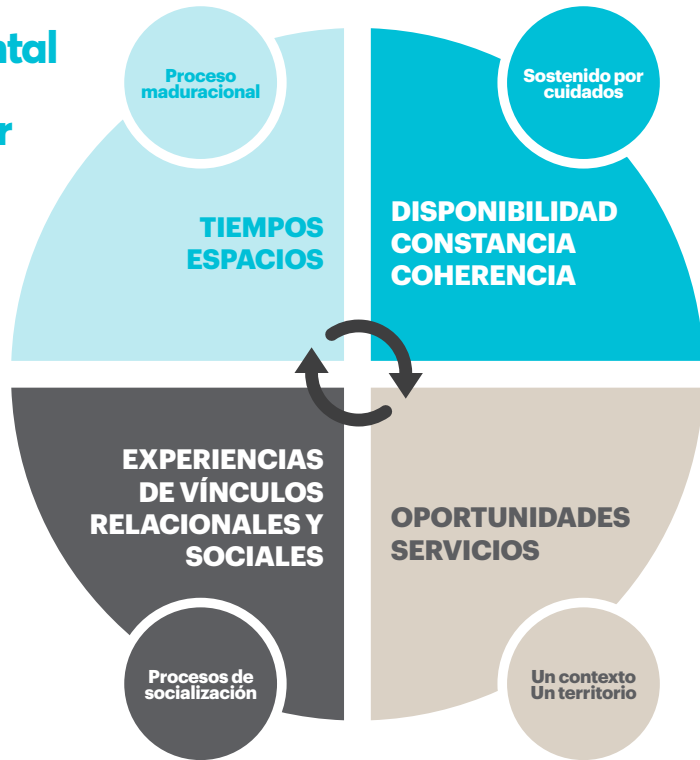 Proceso
maduracional
TIEMPOS
ESPACIOS
Sostenido por
cuidados
DISPONIBILIDAD
CONSTANCIA
COHERENCIA
EXPERIENCIAS
DE VÍNCULOS
RELACIONALES Y
SOCIALES
Procesos de
socialización
OPORTUNIDADES
SERVICIOS
Un contexto
Un territorio